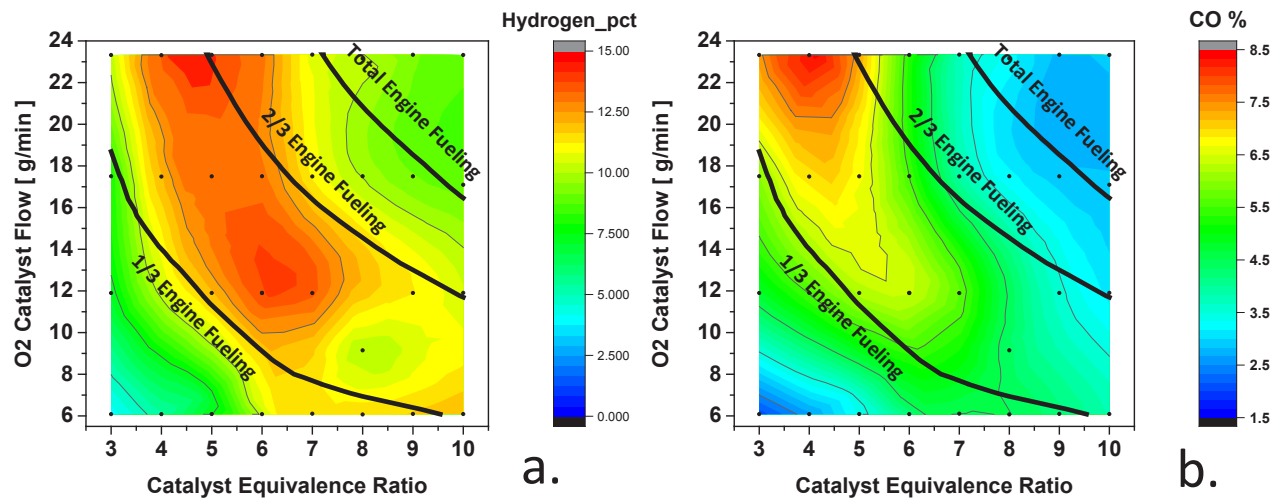 Hydrogen_pct
CO %
24
22
20
18
16
14
12
10
8
6
O2 Catalyst Flow [ g/min ]
3 4 5 6 7 8 9 10
Catalyst Equivalence Ratio
Total Engine Fueling
2/3 Engine Fueling
1/3 Engine Fueling
15.00
12.50
10.00
7.500
5.000
2.500
0.000
a.
24
22
20
18
16
14
12
10
8
6
O2 Catalyst Flow [ g/min ]
3 4 5 6 7 8 9 10
Catalyst Equivalence Ratio
Total Engine Fueling
2/3 Engine Fueling
1/3 Engine Fueling
8.5
7.5
6.5
5.5
4.5
3.5
2.5
1.5
b.